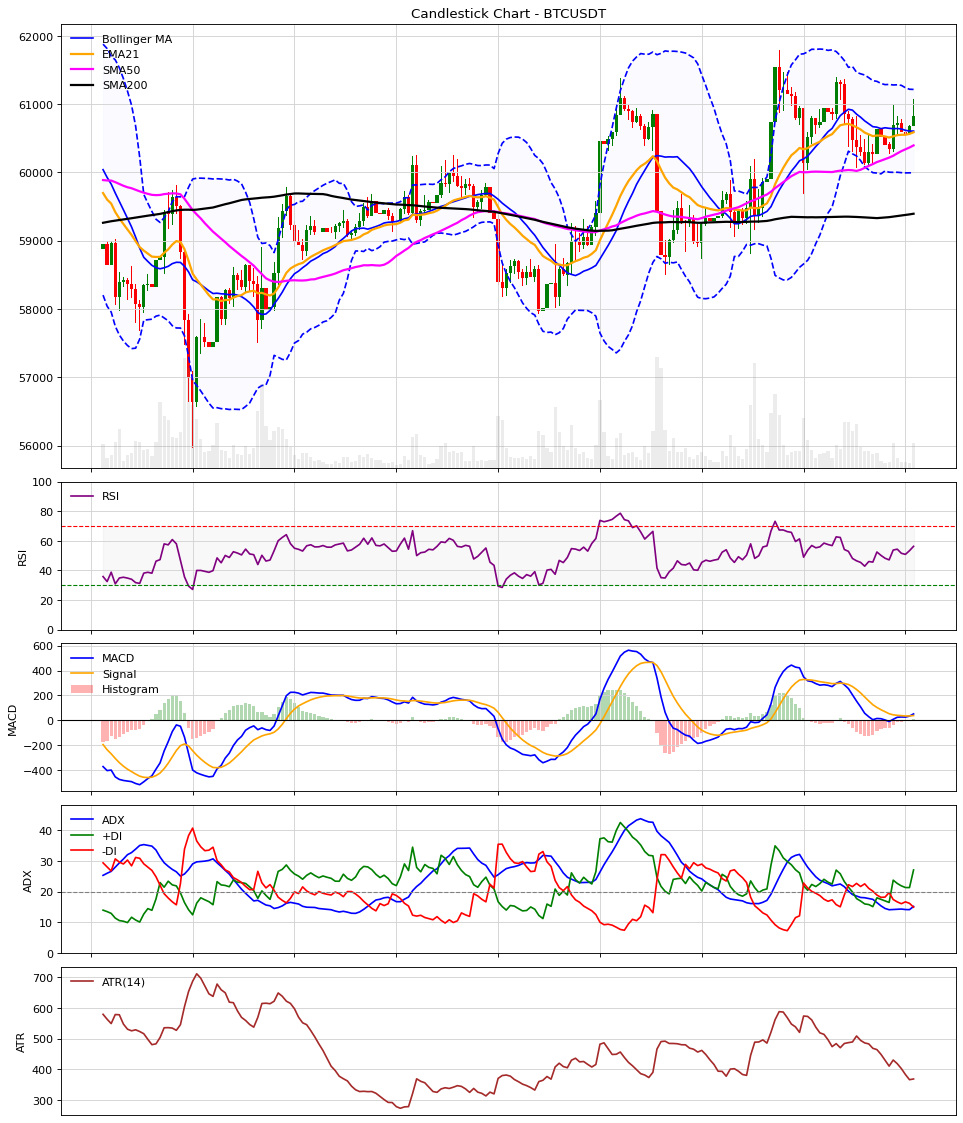 Candlestick Chart - BTCUSDT
62000
61000
60000
59000
58000
57000
56000
Bollinger MA
EMA21
SMA50
SMA200
100
80
60
40
20
0
RSI
RSI
600
400
200
0
−200
−400
MACD
MACD
Signal
Histogram
40
30
20
10
0
ADX
ADX
+DI
-DI
700
600
500
400
300
ATR
ATR(14)